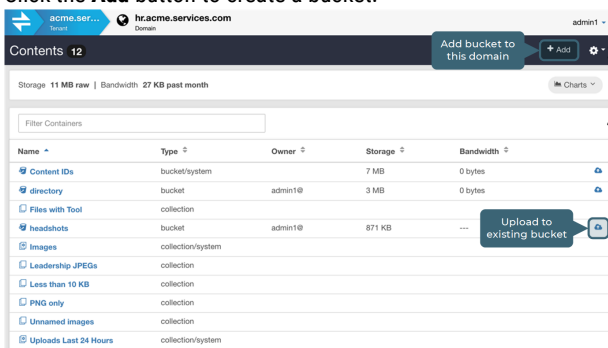 Click the Add button to create a bucket.
acme.ser... hr.acme.services.com admin1
Tenant Domain
Contents 12 Add bucket to this domain + Add
Storage 11 MB raw | Bandwidth 27 KB past month Charts
Filter Containers
Name Type Owner Storage Bandwidth
Content IDs bucket/system 7 MB 0 bytes
directory bucket admin1@ 3 MB 0 bytes
Files with Tool collection
headshots bucket admin1@ 871 KB --- Upload to existing bucket
Images collection/system
Leadership JPEGs collection
Less than 10 KB collection
PNG only collection
Unnamed images collection
Uploads Last 24 Hours collection/system